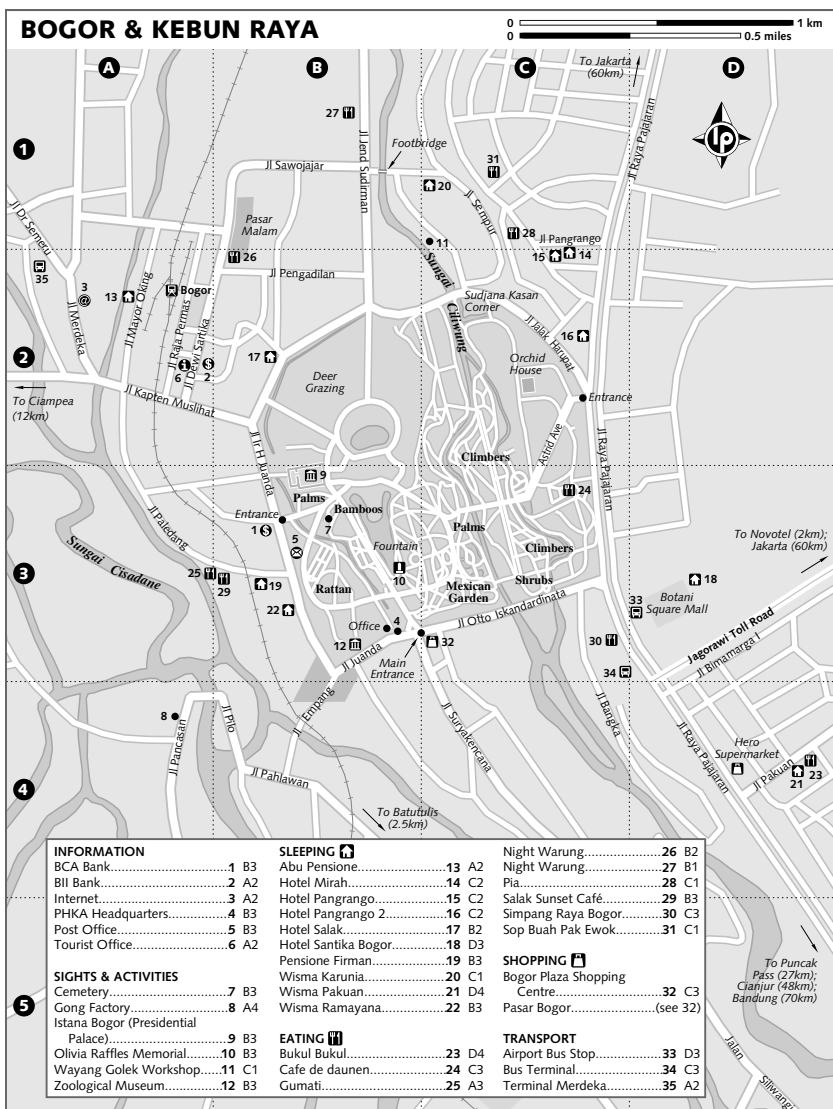 BOGOR & KEBUN RAYA
0 1 km
0 0.5 miles
A B C D
To Jakarta
(60km)
lp
1
27
Footbridge
Jl Jend Sudirman
Jl Raya Pajajaran
31
Jl Sawojajar
20
Jl Sempur
Jl Dr Semeru
Pasar
Malam
28
Jl Pangrango
11
15 14
35
26
Sungai
Ciliwung
3
@
13
Jl Mayor Oking
Bogor
Jl Pengadilan
Sudjana Kasan
Corner
Jl Merdeka
Jl Raja Permas
Jl Dewi Sartika
Jl Jalak Harupat
16
2
17
Orchid
House
6 2
Deer
Grazing
To Ciampea
(12km)
Jl Kapten Muslihat
Entrance
Jl Ir H Juanda
Astrid Ave
Jl Raya Pajajaran
Climbers
9
Palms
24
Bamboos
Entrance
Jl Paledang
1
5
7
Palms
Fountain
Climbers
To Novotel (2km);
Jakarta (60km)
Sungai Cisadane
3
25
29
19
10
Rattan
Mexican
Garden
Shrubs
18
Botani
Square Mall
33
22
Office 4
Jl Otto Iskandardinata
12
32
30
Jagorawi Toll Road
Jl Bimamarga I
Jl Juanda
Main
Entrance
34
Jl Empang
8
Jl Pancasan
Jl Pilo
Jl Suryakencana
Jl Bangka
Jl Raya Pajajaran
Hero
Supermarket
Jl Pakuan
23
21
4
Jl Pahlawan
To Batutulis
(2.5km)
5
To Puncak
Pass (27km);
Cianjur (48km);
Bandung (70km)
Jalan
Siliwangi
INFORMATION
BCA Bank 1 B3
BII Bank 2 A2
Internet 3 A2
PHKA Headquarters 4 B3
Post Office 5 B3
Tourist Office 6 A2
SIGHTS & ACTIVITIES
Cemetery 7 B3
Gong Factory 8 A4
Istana Bogor (Presidential
Palace) 9 B3
Olivia Raffles Memorial 10 B3
Wayang Golek Workshop 11 C1
Zoological Museum 12 B3
SLEEPING
Abu Pensione 13 A2
Hotel Mirah 14 C2
Hotel Pangrango 15 C2
Hotel Pangrango 2 16 C2
Hotel Salak 17 B2
Hotel Santika Bogor 18 D3
Pensione Firman 19 B3
Wisma Karunia 20 C1
Wisma Pakuan 21 D4
Wisma Ramayana 22 B3
EATING
Bukul Bukul 23 D4
Cafe de daunen 24 C3
Gumati 25 A3
Night Warung 26 B2
Night Warung 27 B1
Pia 28 C1
Salak Sunset Café 29 B3
Simpang Raya Bogor 30 C3
Sop Buah Pak Ewok 31 C1
SHOPPING
Bogor Plaza Shopping
Centre 32 C3
Pasar Bogor (see 32)
TRANSPORT
Airport Bus Stop 33 D3
Bus Terminal 34 C3
Terminal Merdeka 35 A2